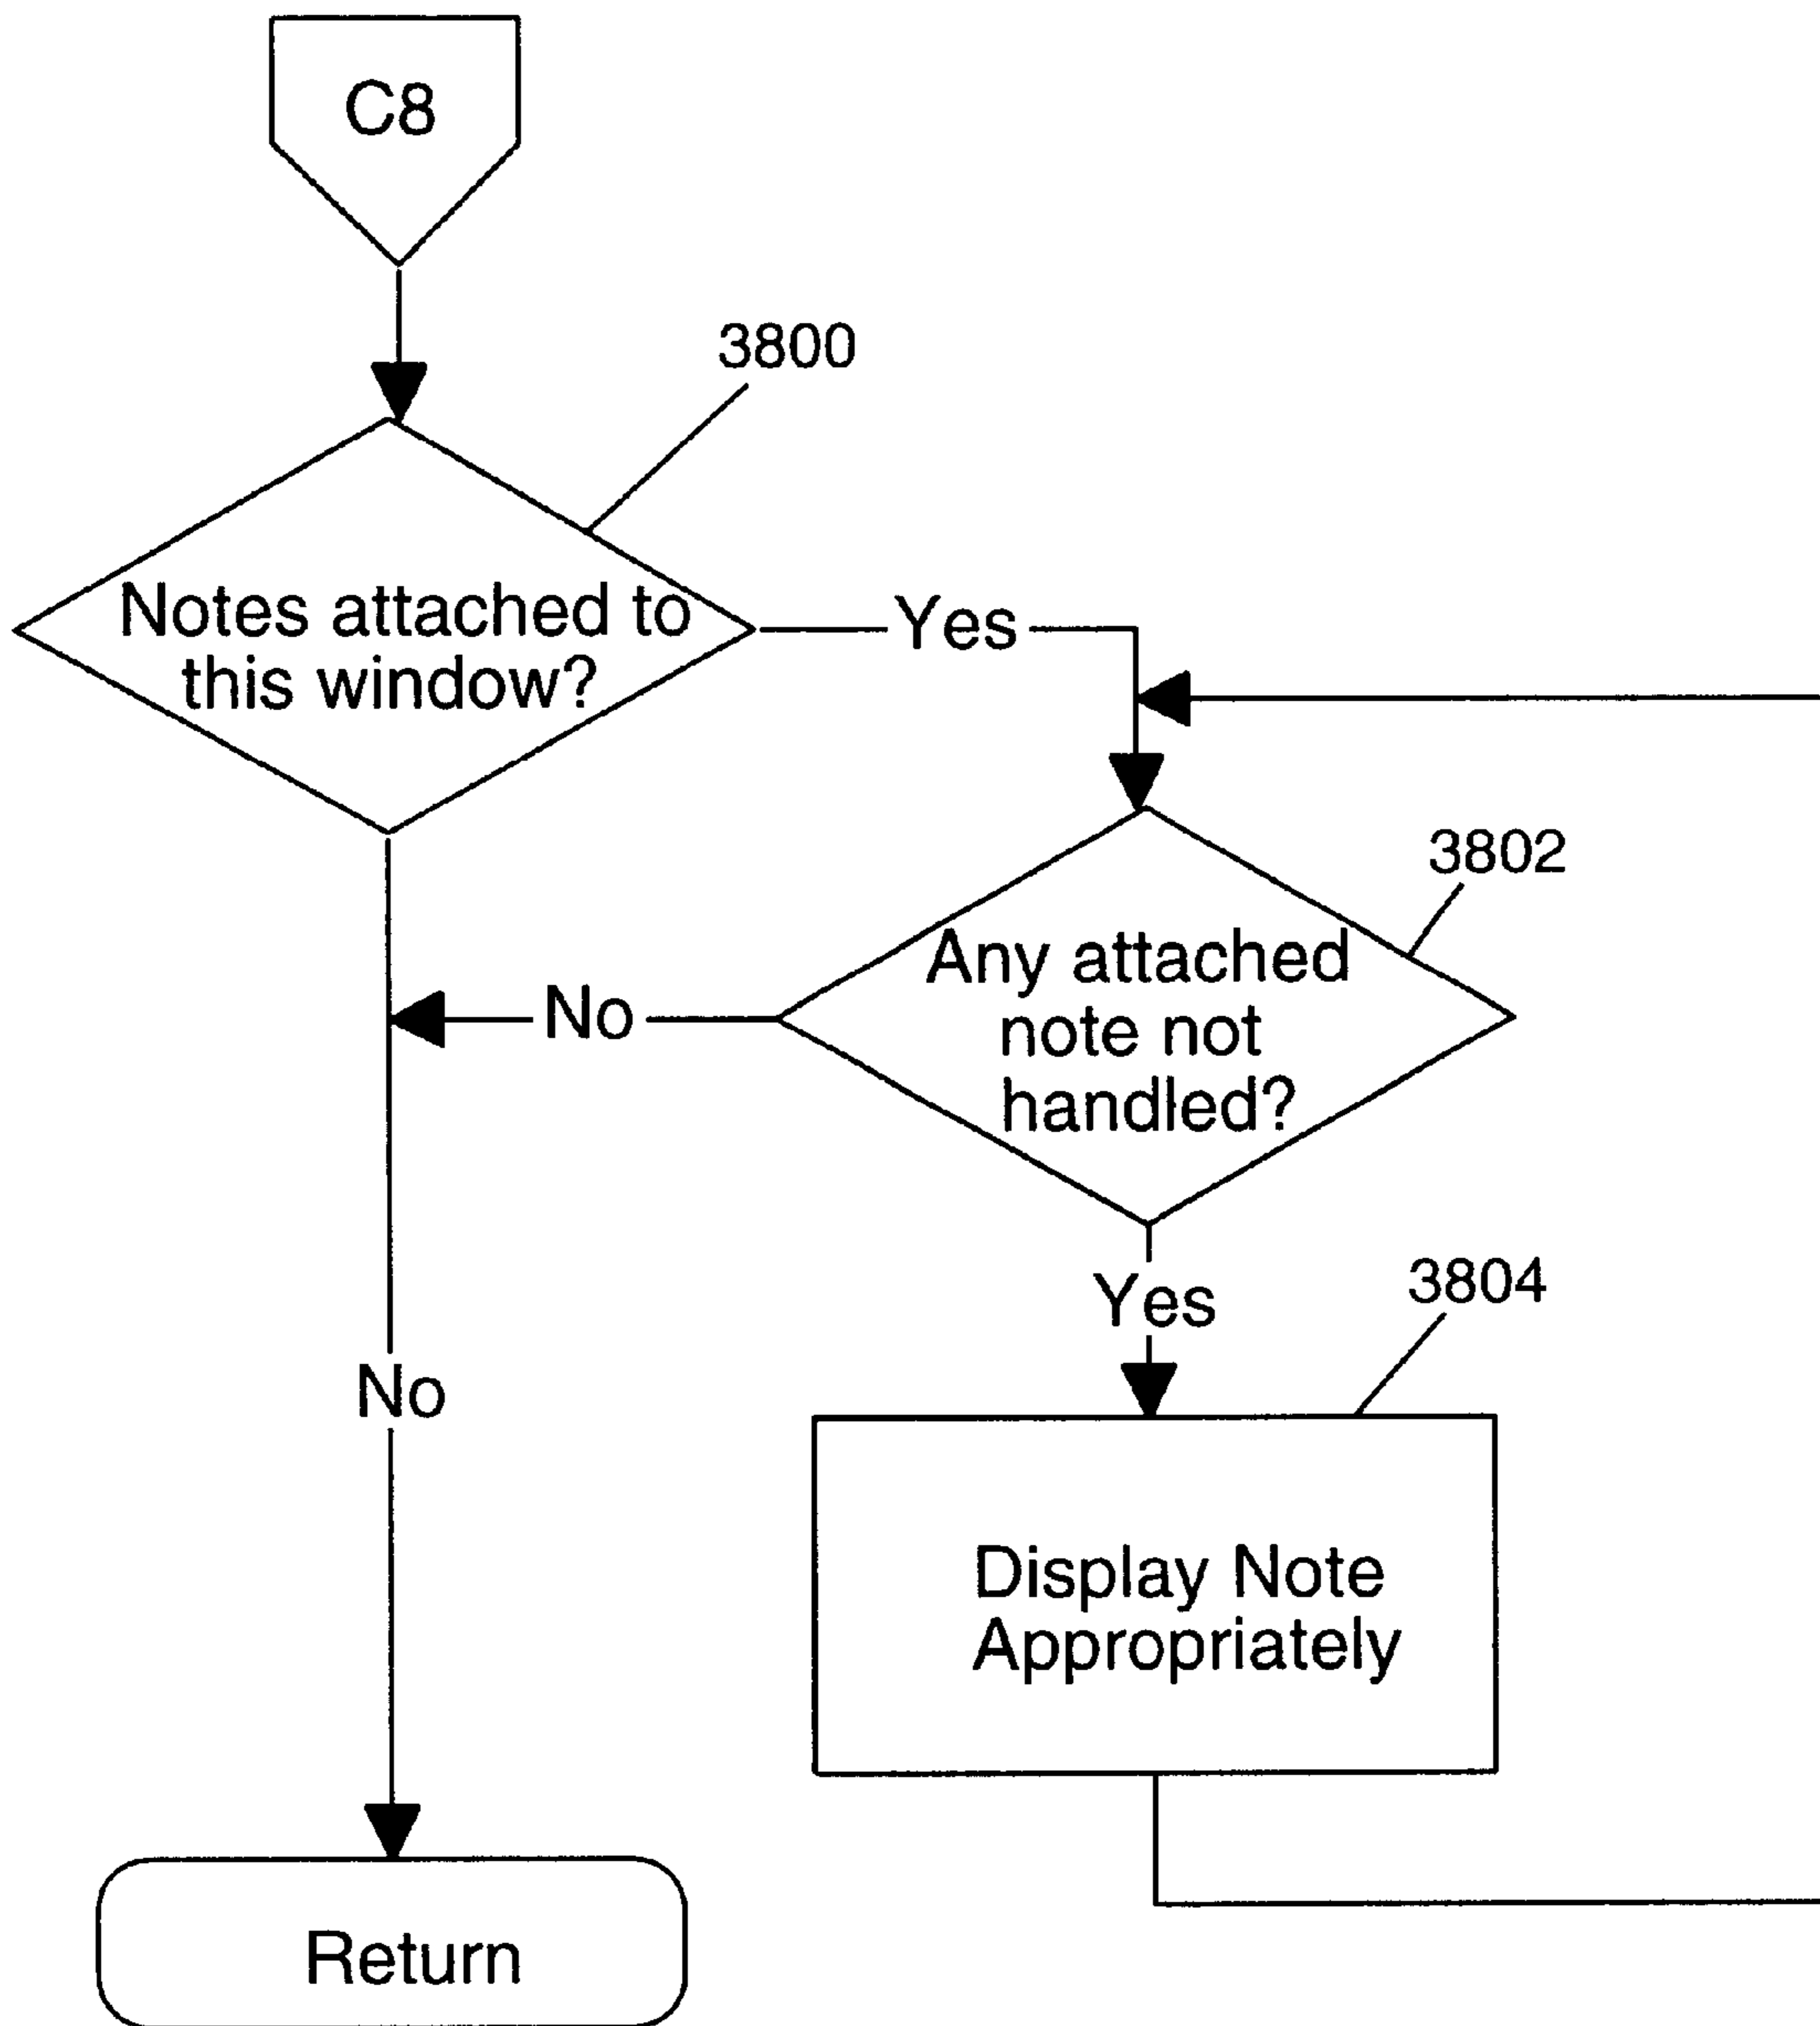 C8
3800
Notes attached to
this window?
Yes
3802
Any attached
note not
handled?
No
Yes
3804
No
Display Note
Appropriately
Return